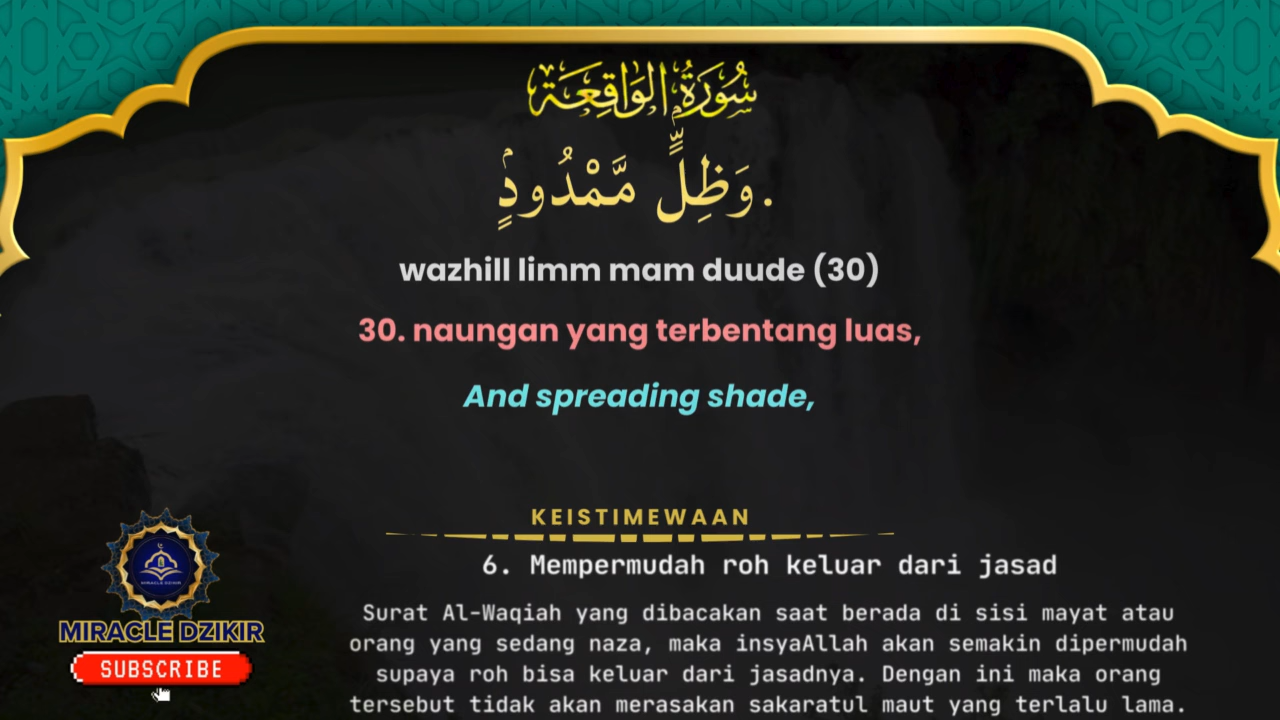 سُورَةُ الوَاقِعَة
.وَظِلٍّ مَّمْدُودٍ
wazhill limm mam duude (30)
30. naungan yang terbentang luas,
And spreading shade,
KEISTIMEWAAN
6. Mempermudah roh keluar dari jasad
Surat Al-Waqiah yang dibacakan saat berada di sisi mayat atau
orang yang sedang naza, maka insyaAllah akan semakin dipermudah
supaya roh bisa keluar dari jasadnya. Dengan ini maka orang
tersebut tidak akan merasakan sakaratul maut yang terlalu lama.
MIRACLE DZIKIR
MIRACLE DZIKIR
SUBSCRIBE